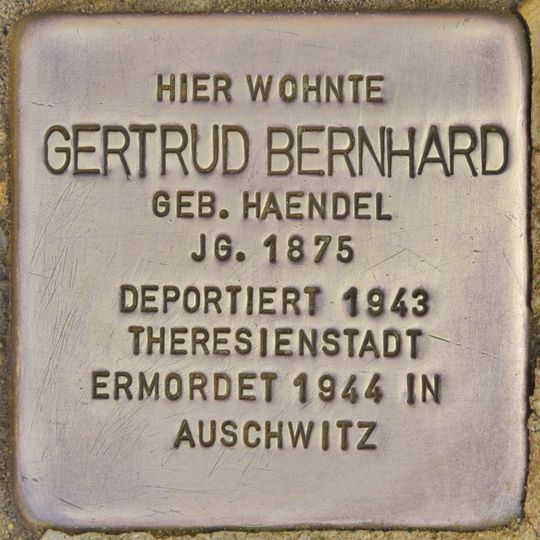 HIER WOHNTE
GERTRUD BERNHARD
GEB. HAENDEL
JG. 1875
DEPORTIERT 1943
THERESIENSTADT
ERMORDET 1944 IN
AUSCHWITZ